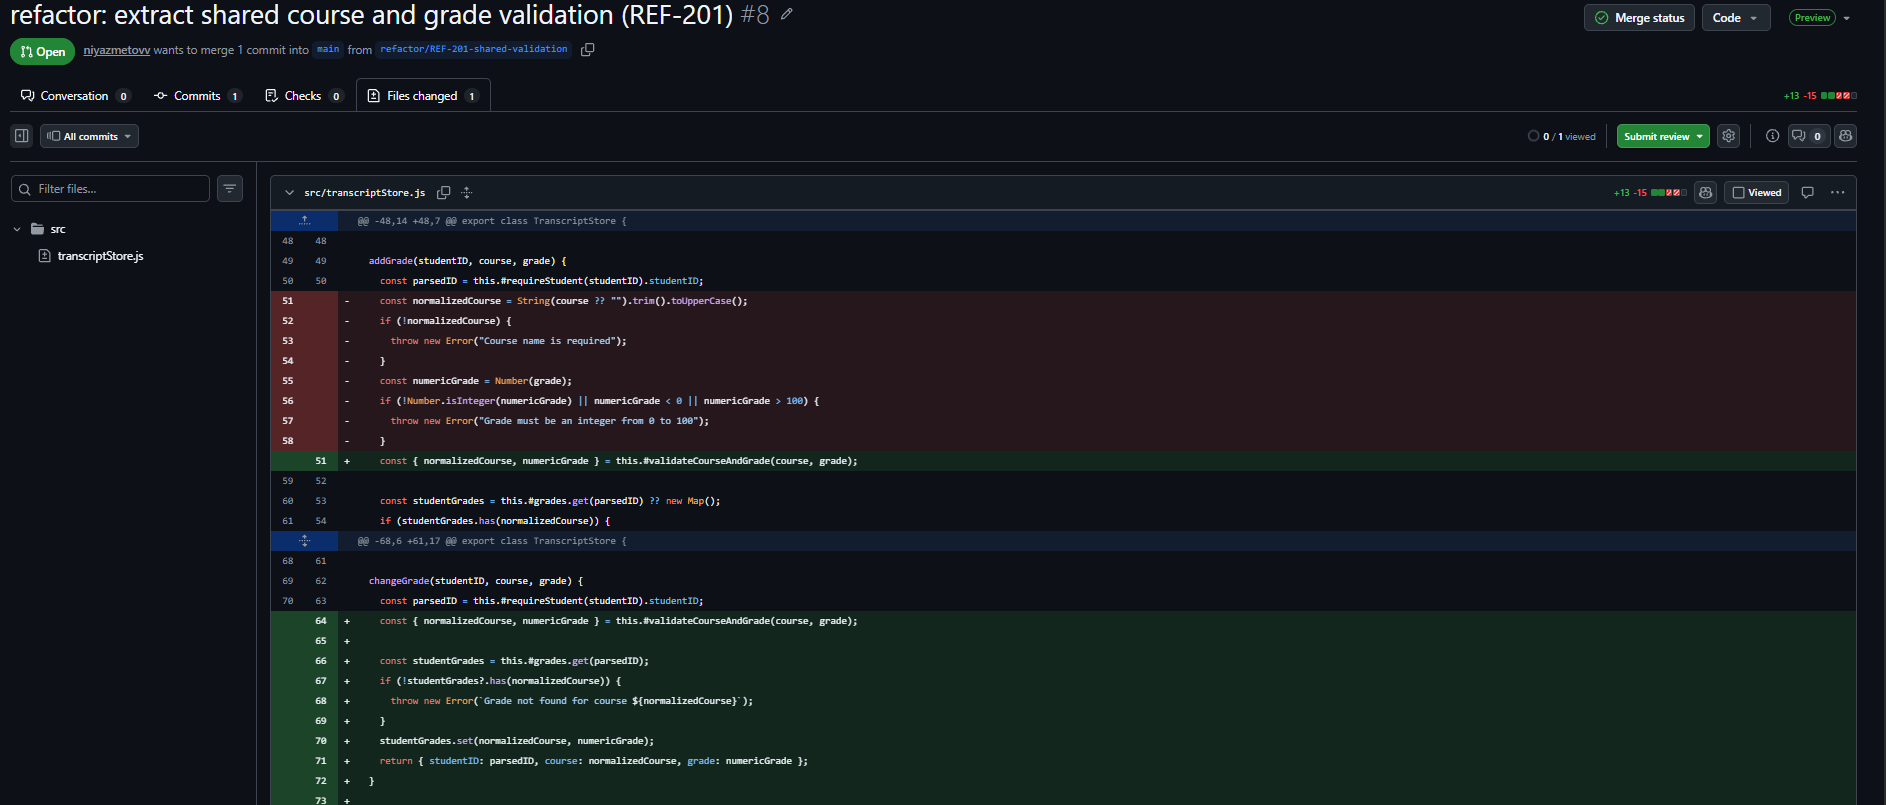 refactor: extract shared course and grade validation (REF-201) #8
Merge status
Code
Preview
Open
niyazmetovv wants to merge 1 commit into main from refactor/REF-201-shared-validation
Conversation 0
Commits 1
Checks 0
Files changed 1
+13 -15
All commits
0 / 1 viewed
Submit review
0
Filter files...
src
transcriptStore.js
src/transcriptStore.js
+13 -15
Viewed
@@ -48,14 +48,7 @@ export class TranscriptStore {
48 48
49 49 addGrade(studentID, course, grade) {
50 50 const parsedID = this.#requireStudent(studentID).studentID;
51 - const normalizedCourse = String(course ?? "").trim().toUpperCase();
52 - if (!normalizedCourse) {
53 - throw new Error("Course name is required");
54 - }
55 - const numericGrade = Number(grade);
56 - if (!Number.isInteger(numericGrade) || numericGrade < 0 || numericGrade > 100) {
57 - throw new Error("Grade must be an integer from 0 to 100");
58 - }
51 + const { normalizedCourse, numericGrade } = this.#validateCourseAndGrade(course, grade);
59 52
60 53 const studentGrades = this.#grades.get(parsedID) ?? new Map();
61 54 if (studentGrades.has(normalizedCourse)) {
@@ -68,6 +61,17 @@ export class TranscriptStore {
68 61
69 62 changeGrade(studentID, course, grade) {
70 63 const parsedID = this.#requireStudent(studentID).studentID;
64 + const { normalizedCourse, numericGrade } = this.#validateCourseAndGrade(course, grade);
65 +
66 + const studentGrades = this.#grades.get(parsedID);
67 + if (!studentGrades?.has(normalizedCourse)) {
68 + throw new Error(`Grade not found for course ${normalizedCourse}`);
69 + }
70 + studentGrades.set(normalizedCourse, numericGrade);
71 + return { studentID: parsedID, course: normalizedCourse, grade: numericGrade };
72 + }
73 +